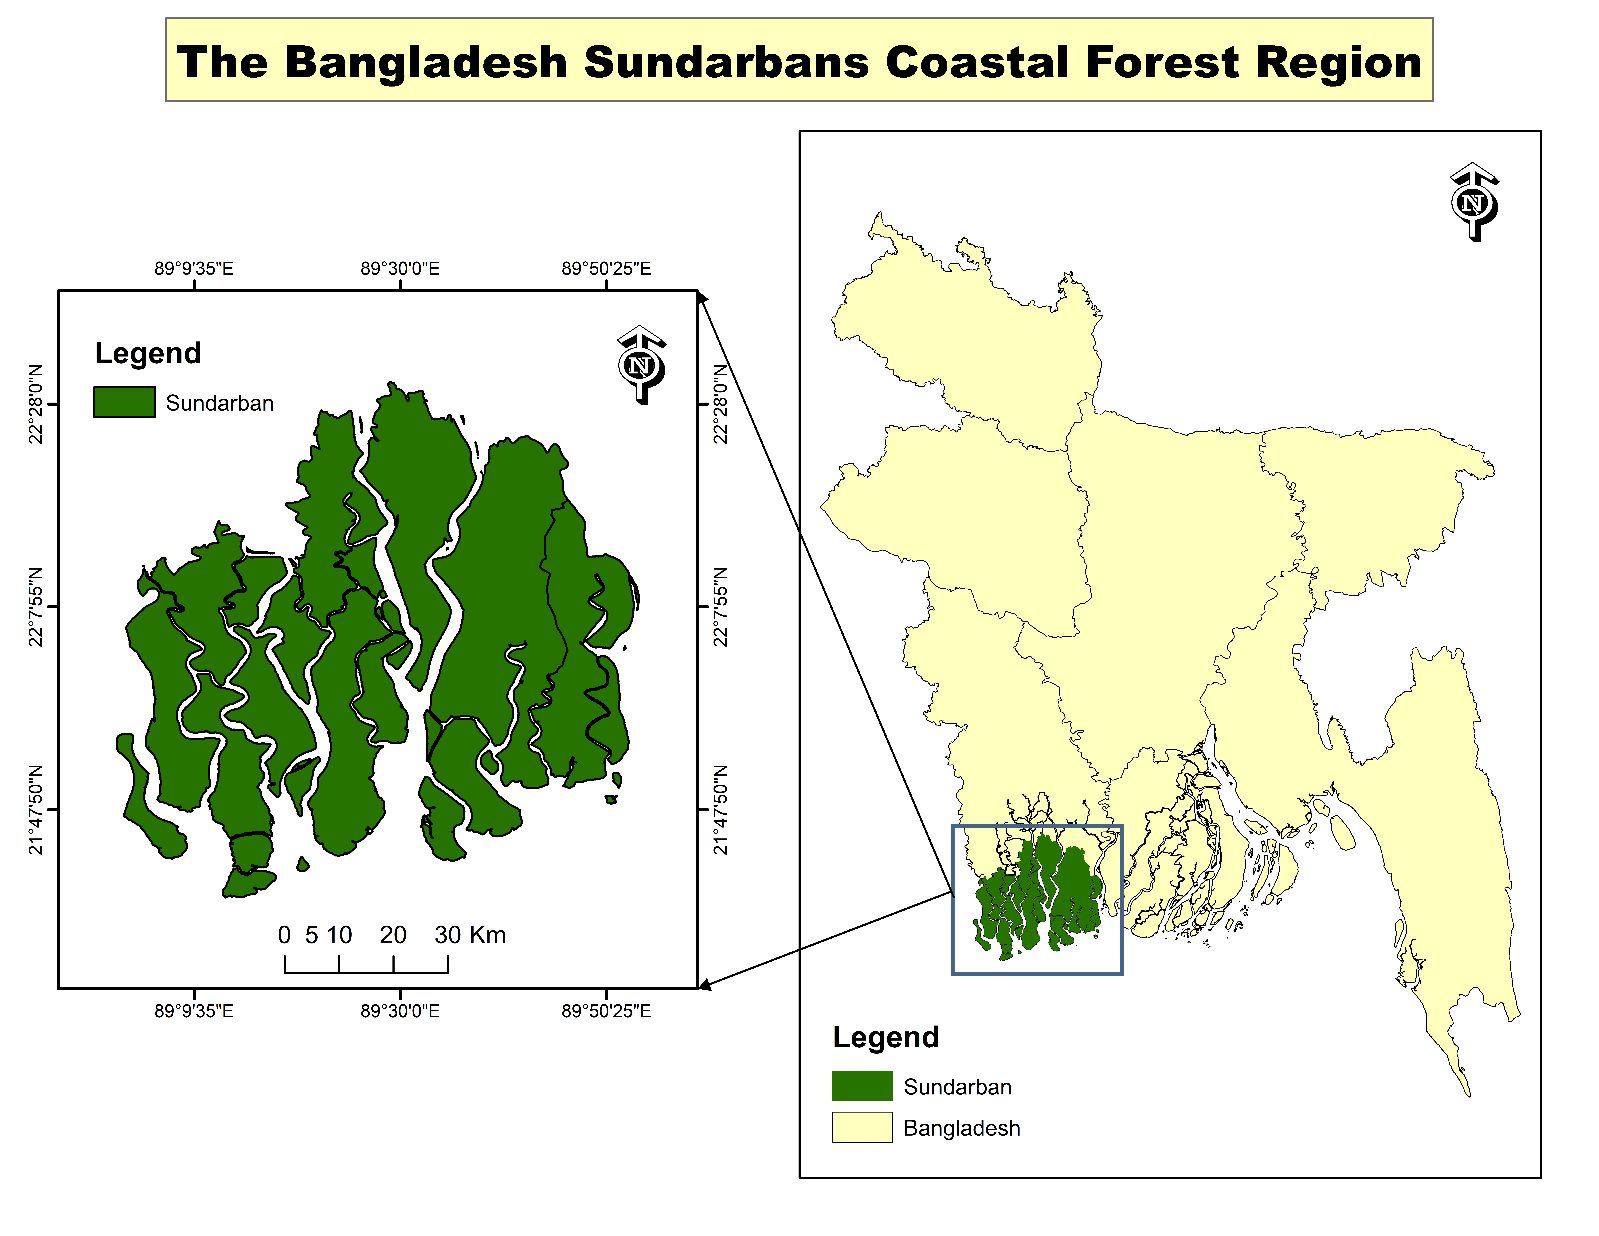 The Bangladesh Sundarbans Coastal Forest Region
N
89°9'35"E 89°30'0"E 89°50'25"E
Legend
N
Sundarban
22°28'0"N 22°28'0"N
22°7'55"N 22°7'55"N
21°47'50"N 21°47'50"N
0 5 10 20 30 Km
89°9'35"E 89°30'0"E 89°50'25"E
Legend
Sundarban
Bangladesh